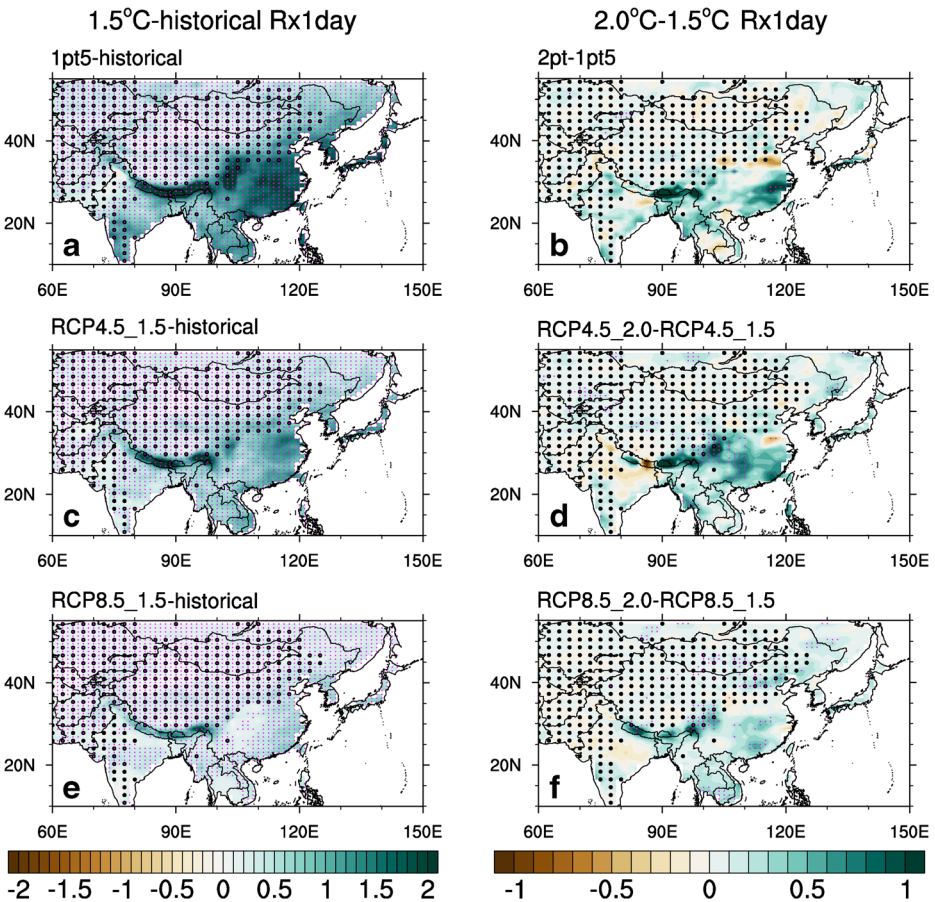 1.5°C-historical Rx1day
2.0°C-1.5°C Rx1day
1pt5-historical
2pt-1pt5
40N
20N
a
60E 90E 120E 150E
40N
20N
b
60E 90E 120E 150E
RCP4.5_1.5-historical
RCP4.5_2.0-RCP4.5_1.5
40N
20N
c
60E 90E 120E 150E
40N
20N
d
60E 90E 120E 150E
RCP8.5_1.5-historical
RCP8.5_2.0-RCP8.5_1.5
40N
20N
e
60E 90E 120E 150E
40N
20N
f
60E 90E 120E 150E
-2 -1.5 -1 -0.5 0 0.5 1 1.5 2
-1 -0.5 0 0.5 1